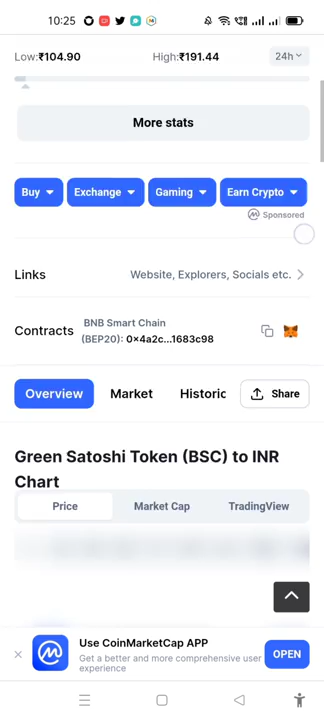 10:25
Low:₹104.90 High:₹191.44 24h
More stats
Buy Exchange Gaming Earn Crypto
Sponsored
Links Website, Explorers, Socials etc.
Contracts BNB Smart Chain
(BEP20): 0x4a2c...1683c98
Overview Market Historic Share
Green Satoshi Token (BSC) to INR
Chart
Price Market Cap TradingView
Use CoinMarketCap APP
Get a better and more comprehensive user
experience
OPEN